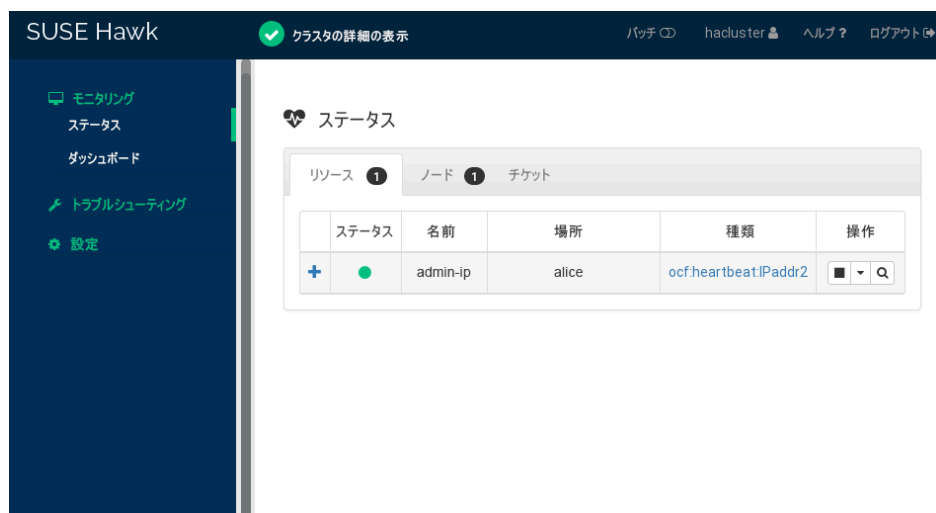 SUSE Hawk
クラスタの詳細の表示
バッチ
hacluster
ヘルプ ?
ログアウト
モニタリング
ステータス
ダッシュボード
トラブルシューティング
設定
ステータス
リソース 1 ノード 1 チケット
ステータス 名前 場所 種類 操作
admin-ip alice ocf:heartbeat:IPaddr2